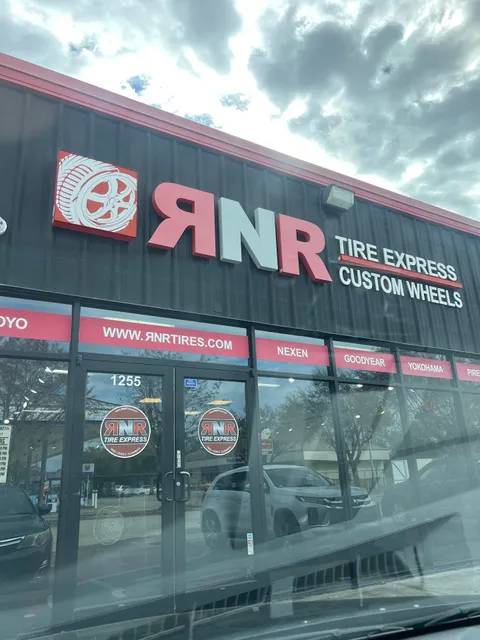 ЯNR
TIRE EXPRESS
CUSTOM WHEELS
OYO
WWW.ЯNRTIRES.COM
NEXEN
GOODYEAR
YOKOHAMA
PIRE
1255
ЯNR
TIRE EXPRESS
ЯNR
TIRE EXPRESS